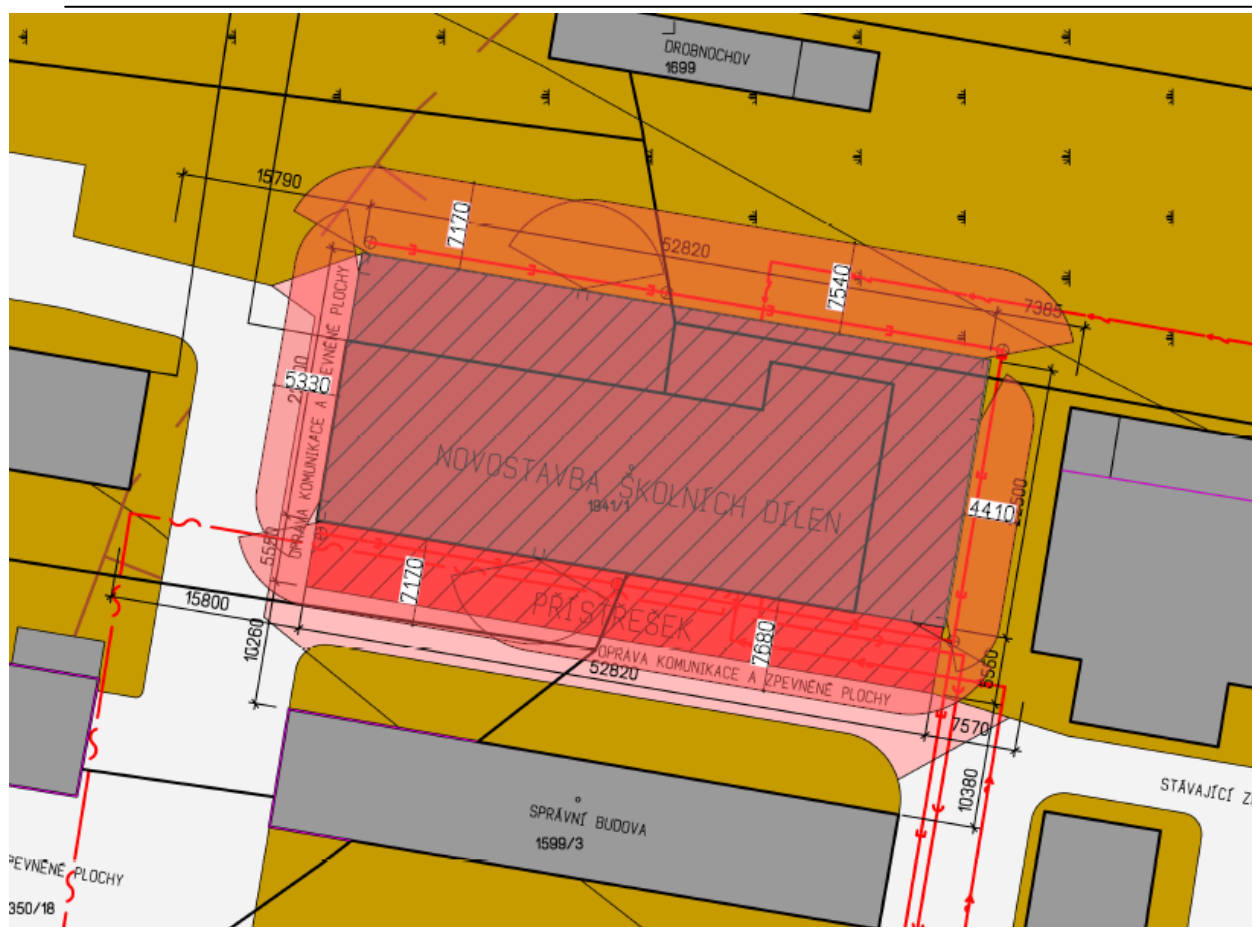 DROBNOCHOV
1699
15790
7170
52820
7540
7385
5330
OPRAVA KOMUNIKACE A ZPEVNĚNÉ PLOCHY
NOVOSTAVBA ŠKOLNÍCH DÍLEN
1941/1
4410
5550
7170
PŘÍSTŘEŠEK
15800
10260
7680
OPRAVA KOMUNIKACE A ZPEVNĚNÉ PLOCHY
52820
5550
7570
10380
STÁVAJÍCÍ
SPRÁVNÍ BUDOVA
1599/3
PEVNĚNÉ PLOCHY
350/18